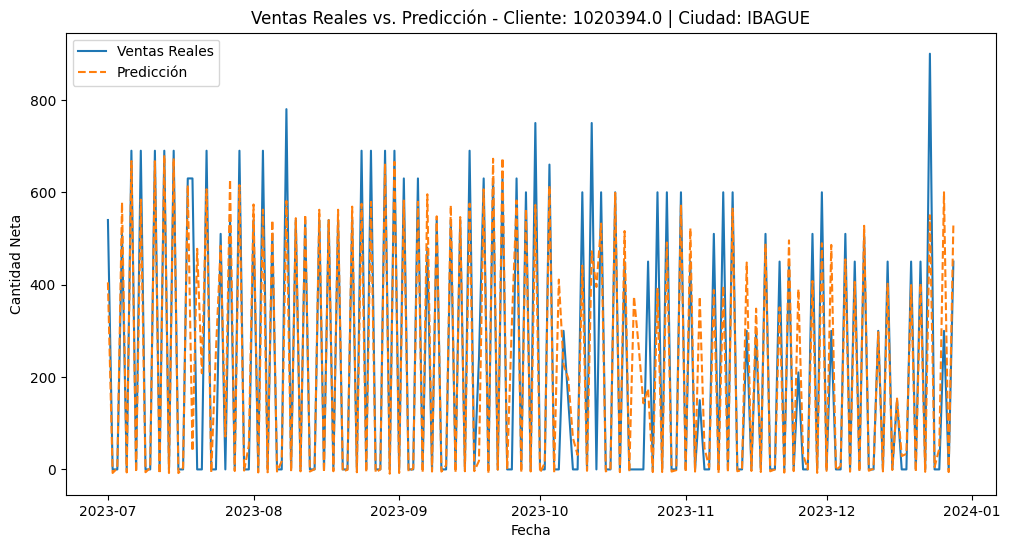 Ventas Reales vs. Predicción - Cliente: 1020394.0 | Ciudad: IBAGUE
Ventas Reales
Predicción
Cantidad Neta
800
600
400
200
0
2023-07
2023-08
2023-09
2023-10
2023-11
2023-12
2024-01
Fecha